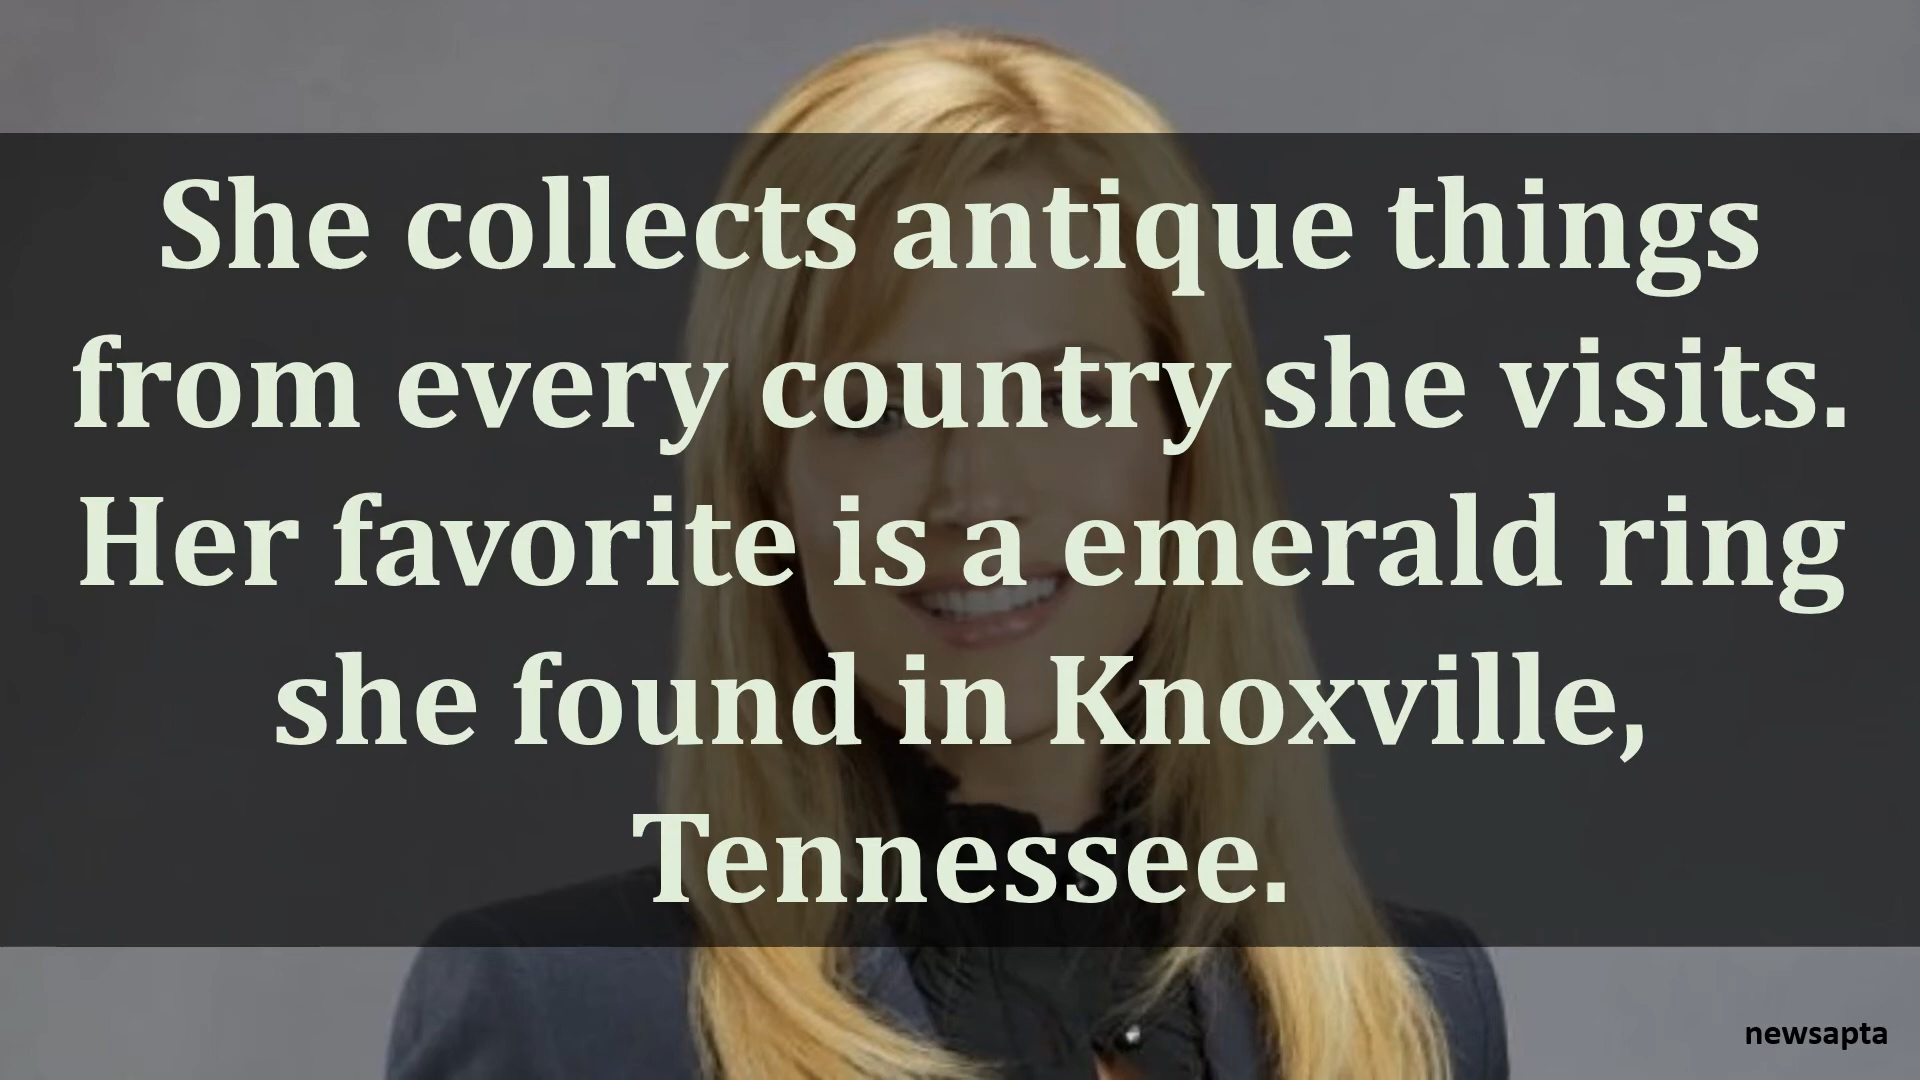 She collects antique things
from every country she visits.
Her favorite is a emerald ring
she found in Knoxville,
Tennessee.
newsapta